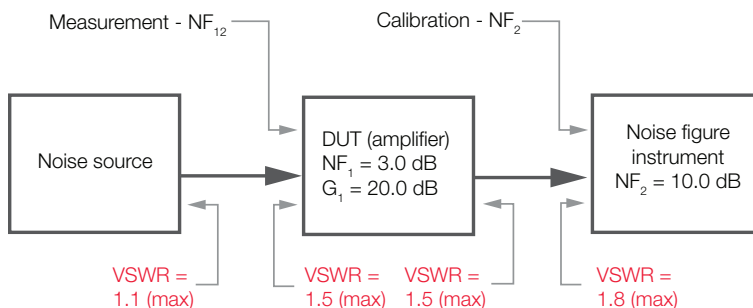 Measurement - NF₁₂
Calibration - NF₂
Noise source
DUT (amplifier)
NF₁ = 3.0 dB
G₁ = 20.0 dB
Noise figure
instrument
NF₂ = 10.0 dB
VSWR =
1.1 (max)
VSWR =
1.5 (max)
VSWR =
1.5 (max)
VSWR =
1.8 (max)